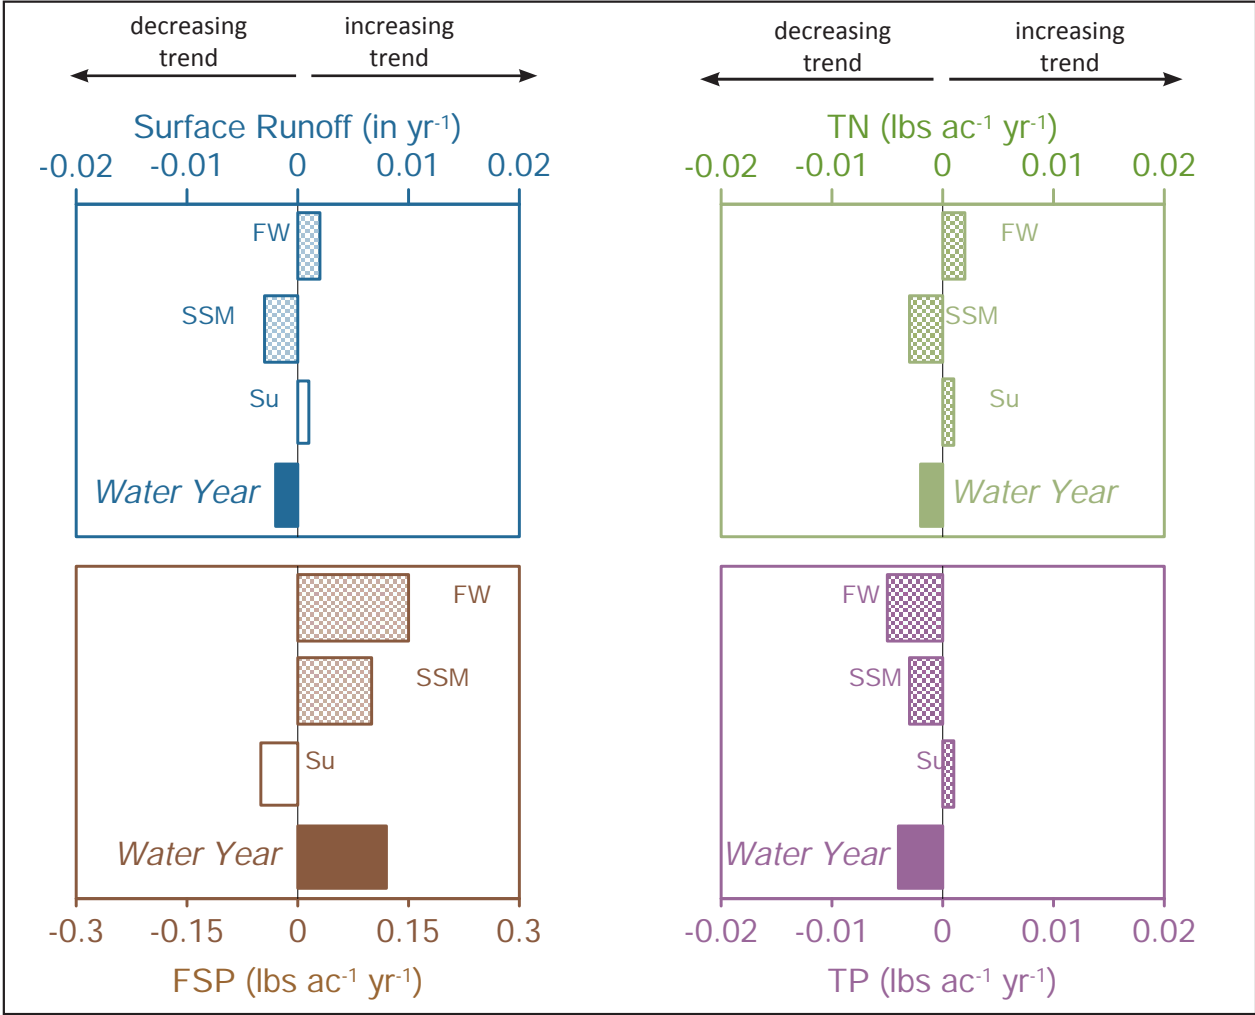 decreasing trend
increasing trend
decreasing trend
increasing trend
Surface Runoff (in yr⁻¹)
-0.02 -0.01 0 0.01 0.02
FW
SSM
Su
Water Year
TN (lbs ac⁻¹ yr⁻¹)
-0.02 -0.01 0 0.01 0.02
FW
SSM
Su
Water Year
FW
SSM
Su
Water Year
-0.3 -0.15 0 0.15 0.3
FSP (lbs ac⁻¹ yr⁻¹)
FW
SSM
Su
Water Year
-0.02 -0.01 0 0.01 0.02
TP (lbs ac⁻¹ yr⁻¹)